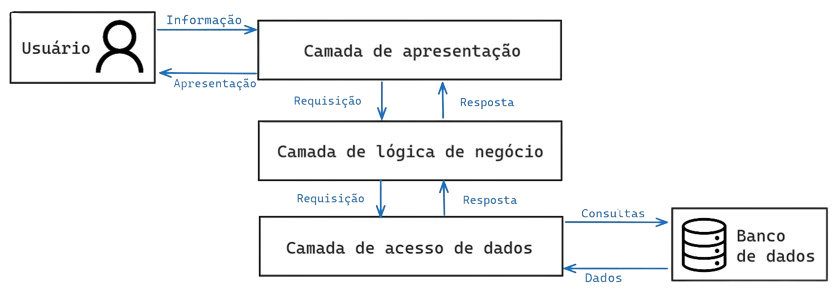 Informação
Usuário
Camada de apresentação
Apresentação
Requisição
Resposta
Camada de lógica de negócio
Requisição
Resposta
Camada de acesso de dados
Consultas
Banco
de dados
Dados